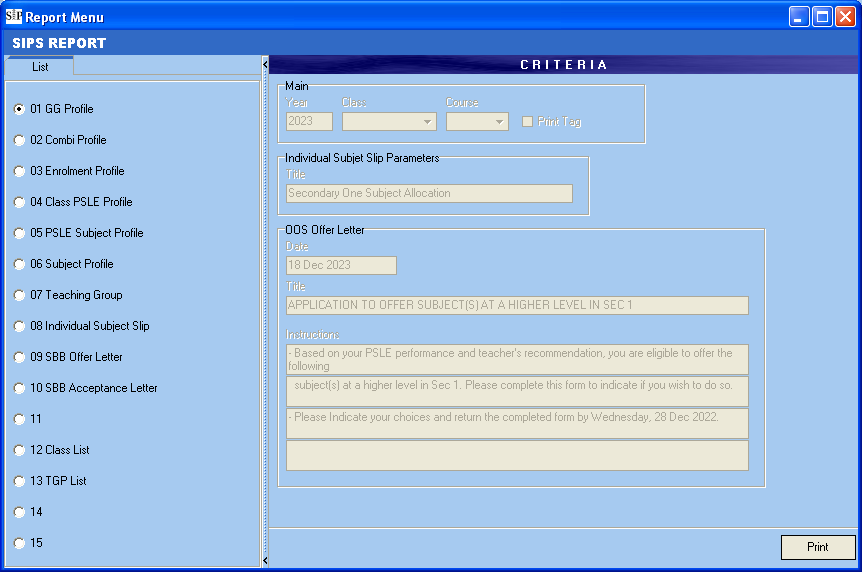 SIP Report Menu
SIPS REPORT
List
CRITERIA
01 GG Profile
02 Combi Profile
03 Enrolment Profile
04 Class PSLE Profile
05 PSLE Subject Profile
06 Subject Profile
07 Teaching Group
08 Individual Subject Slip
09 SBB Offer Letter
10 SBB Acceptance Letter
11
12 Class List
13 TGP List
14
15
Main
Year Class Course
2023 Print Tag
Individual Subjet Slip Parameters
Title
Secondary One Subject Allocation
OOS Offer Letter
Date
18 Dec 2023
Title
APPLICATION TO OFFER SUBJECT(S) AT A HIGHER LEVEL IN SEC 1
Instructions
- Based on your PSLE performance and teacher's recommendation, you are eligible to offer the
following
subject(s) at a higher level in Sec 1. Please complete this form to indicate if you wish to do so.
- Please Indicate your choices and return the completed form by Wednesday, 28 Dec 2022.
Print